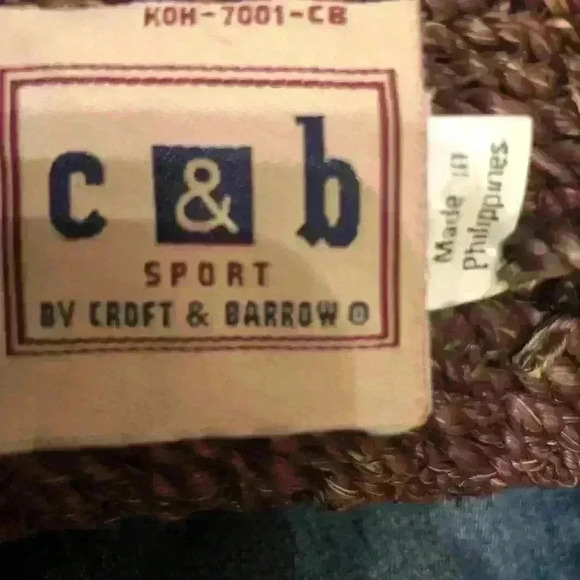 KOH-7001-CB
c & b
SPORT
BY CROFT & BARROW ®
Made in
Philippines